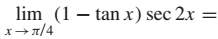 lim (1 − tan x) sec 2x =
x → π/4